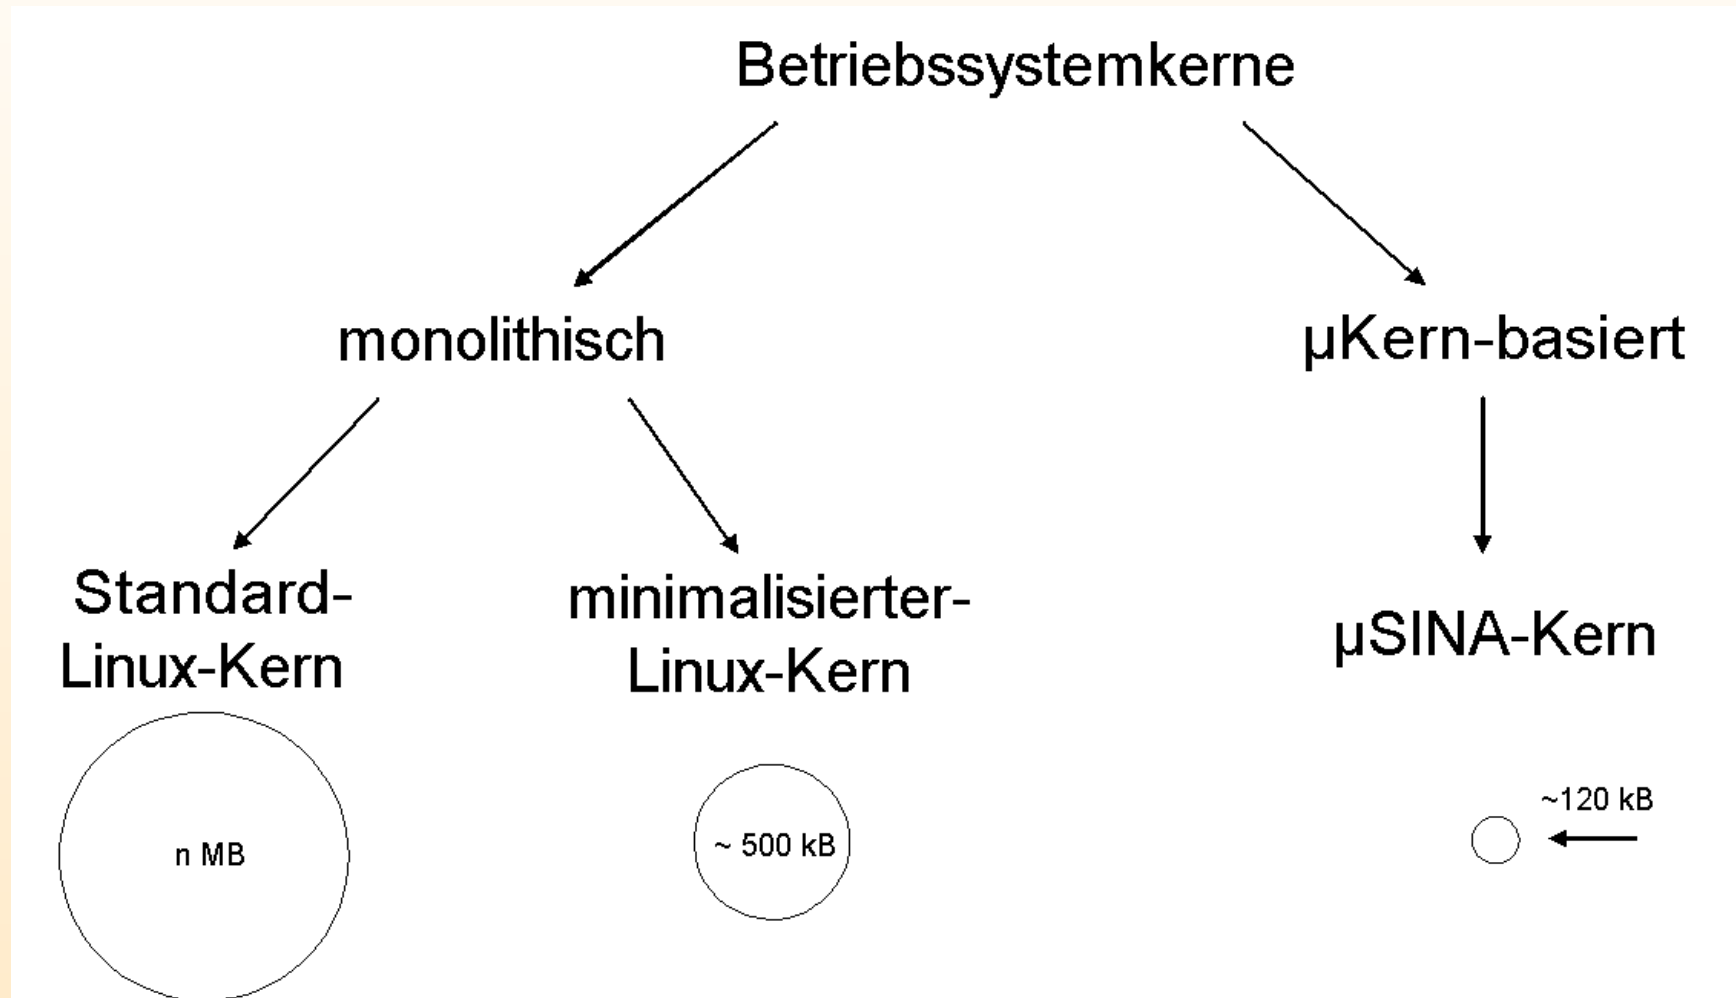 Betriebssystemkerne
monolithisch
µKern-basiert
Standard-
Linux-Kern
minimalisierter-
Linux-Kern
µSINA-Kern
n MB
~ 500 kB
~120 kB